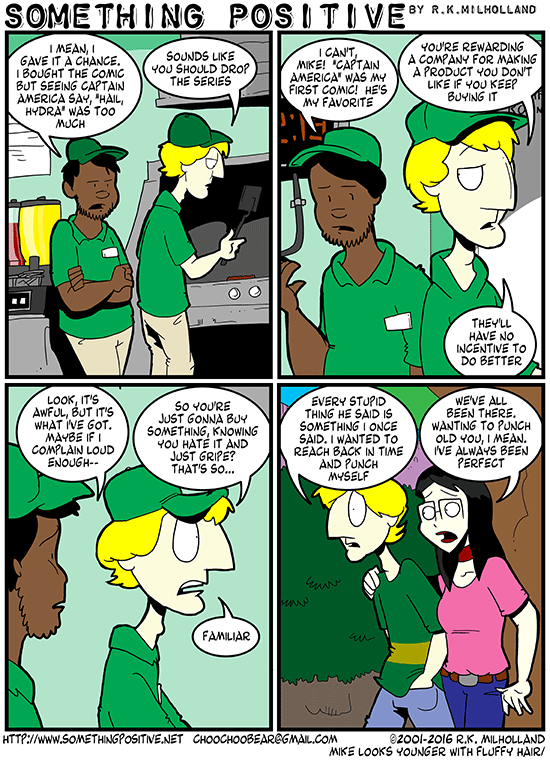 SOMETHING POSITIVE BY R.K.MILHOLLAND
I MEAN, I
GAVE IT A CHANCE.
I BOUGHT THE COMIC
BUT SEEING CAPTAIN
AMERICA SAY, "HAIL,
HYDRA" WAS TOO
MUCH
SOUNDS LIKE
YOU SHOULD DROP
THE SERIES
I CAN'T,
MIKE! "CAPTAIN
AMERICA" WAS MY
FIRST COMIC! HE'S
MY FAVORITE
YOU'RE REWARDING
A COMPANY FOR MAKING
A PRODUCT YOU DON'T
LIKE IF YOU KEEP
BUYING IT
THEY'LL
HAVE NO
INCENTIVE TO
DO BETTER
LOOK, IT'S
AWFUL, BUT IT'S
WHAT I'VE GOT.
MAYBE IF I
COMPLAIN LOUD
ENOUGH--
SO YOU'RE
JUST GONNA BUY
SOMETHING, KNOWING
YOU HATE IT AND
JUST GRIPE?
THAT'S SO...
FAMILIAR
EVERY STUPID
THING HE SAID IS
SOMETHING I ONCE
SAID. I WANTED TO
REACH BACK IN TIME
AND PUNCH
MYSELF
WE'VE ALL
BEEN THERE.
WANTING TO PUNCH
OLD YOU, I MEAN.
I'VE ALWAYS BEEN
PERFECT
HTTP://WWW.SOMETHINGPOSITIVE.NET CHOOCHOOBEAR@GMAIL.COM ©2001-2016 R.K. MILHOLLAND
MIKE LOOKS YOUNGER WITH FLUFFY HAIR/